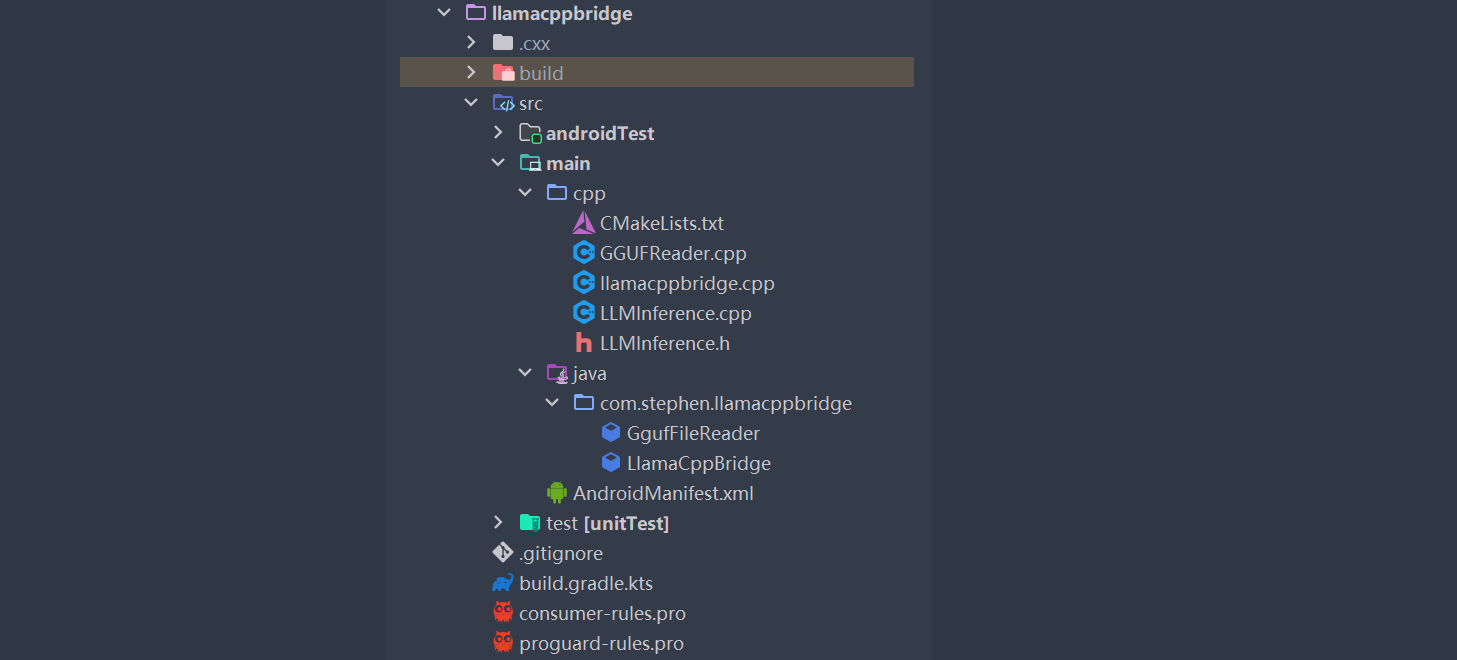 llamacppbridge
.cxx
build
src
androidTest
main
cpp
CMakeLists.txt
GGUFReader.cpp
llamacppbridge.cpp
LLMInference.cpp
LLMInference.h
java
com.stephen.llamacppbridge
GgufFileReader
LlamaCppBridge
AndroidManifest.xml
test [unitTest]
.gitignore
build.gradle.kts
consumer-rules.pro
proguard-rules.pro